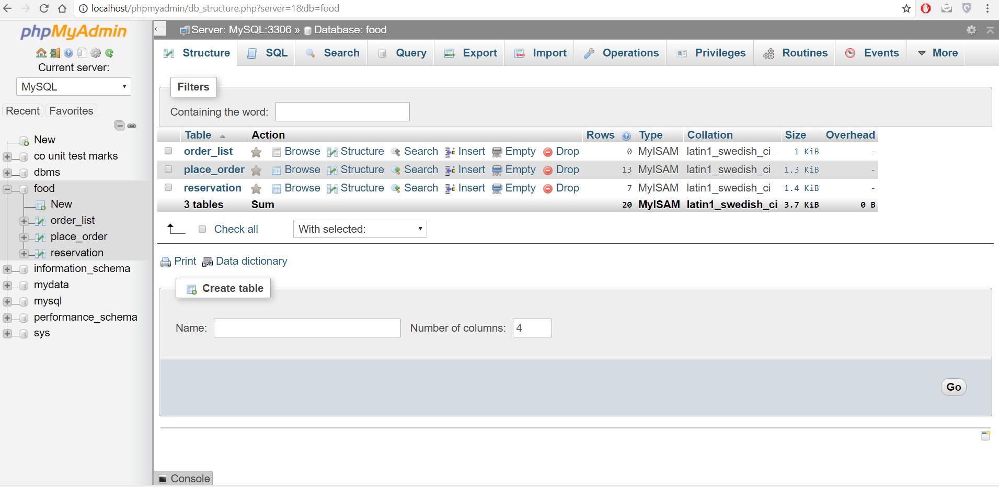 localhost/phpmyadmin/db_structure.php?server=1&db=food
phpMyAdmin
Current server:
MySQL
Recent Favorites
New
co unit test marks
dbms
food
New
order_list
place_order
reservation
information_schema
mydata
mysql
performance_schema
sys
Server: MySQL:3306 » Database: food
Structure SQL Search Query Export Import Operations Privileges Routines Events More
Filters
Containing the word:
Table Action Rows Type Collation Size Overhead
order_list Browse Structure Search Insert Empty Drop 0 MyISAM latin1_swedish_ci 1 KiB -
place_order Browse Structure Search Insert Empty Drop 13 MyISAM latin1_swedish_ci 1.3 KiB -
reservation Browse Structure Search Insert Empty Drop 7 MyISAM latin1_swedish_ci 1.4 KiB -
3 tables Sum 20 MyISAM latin1_swedish_ci 3.7 KiB 0 B
Check all With selected:
Print Data dictionary
Create table
Name: Number of columns: 4
Go
Console